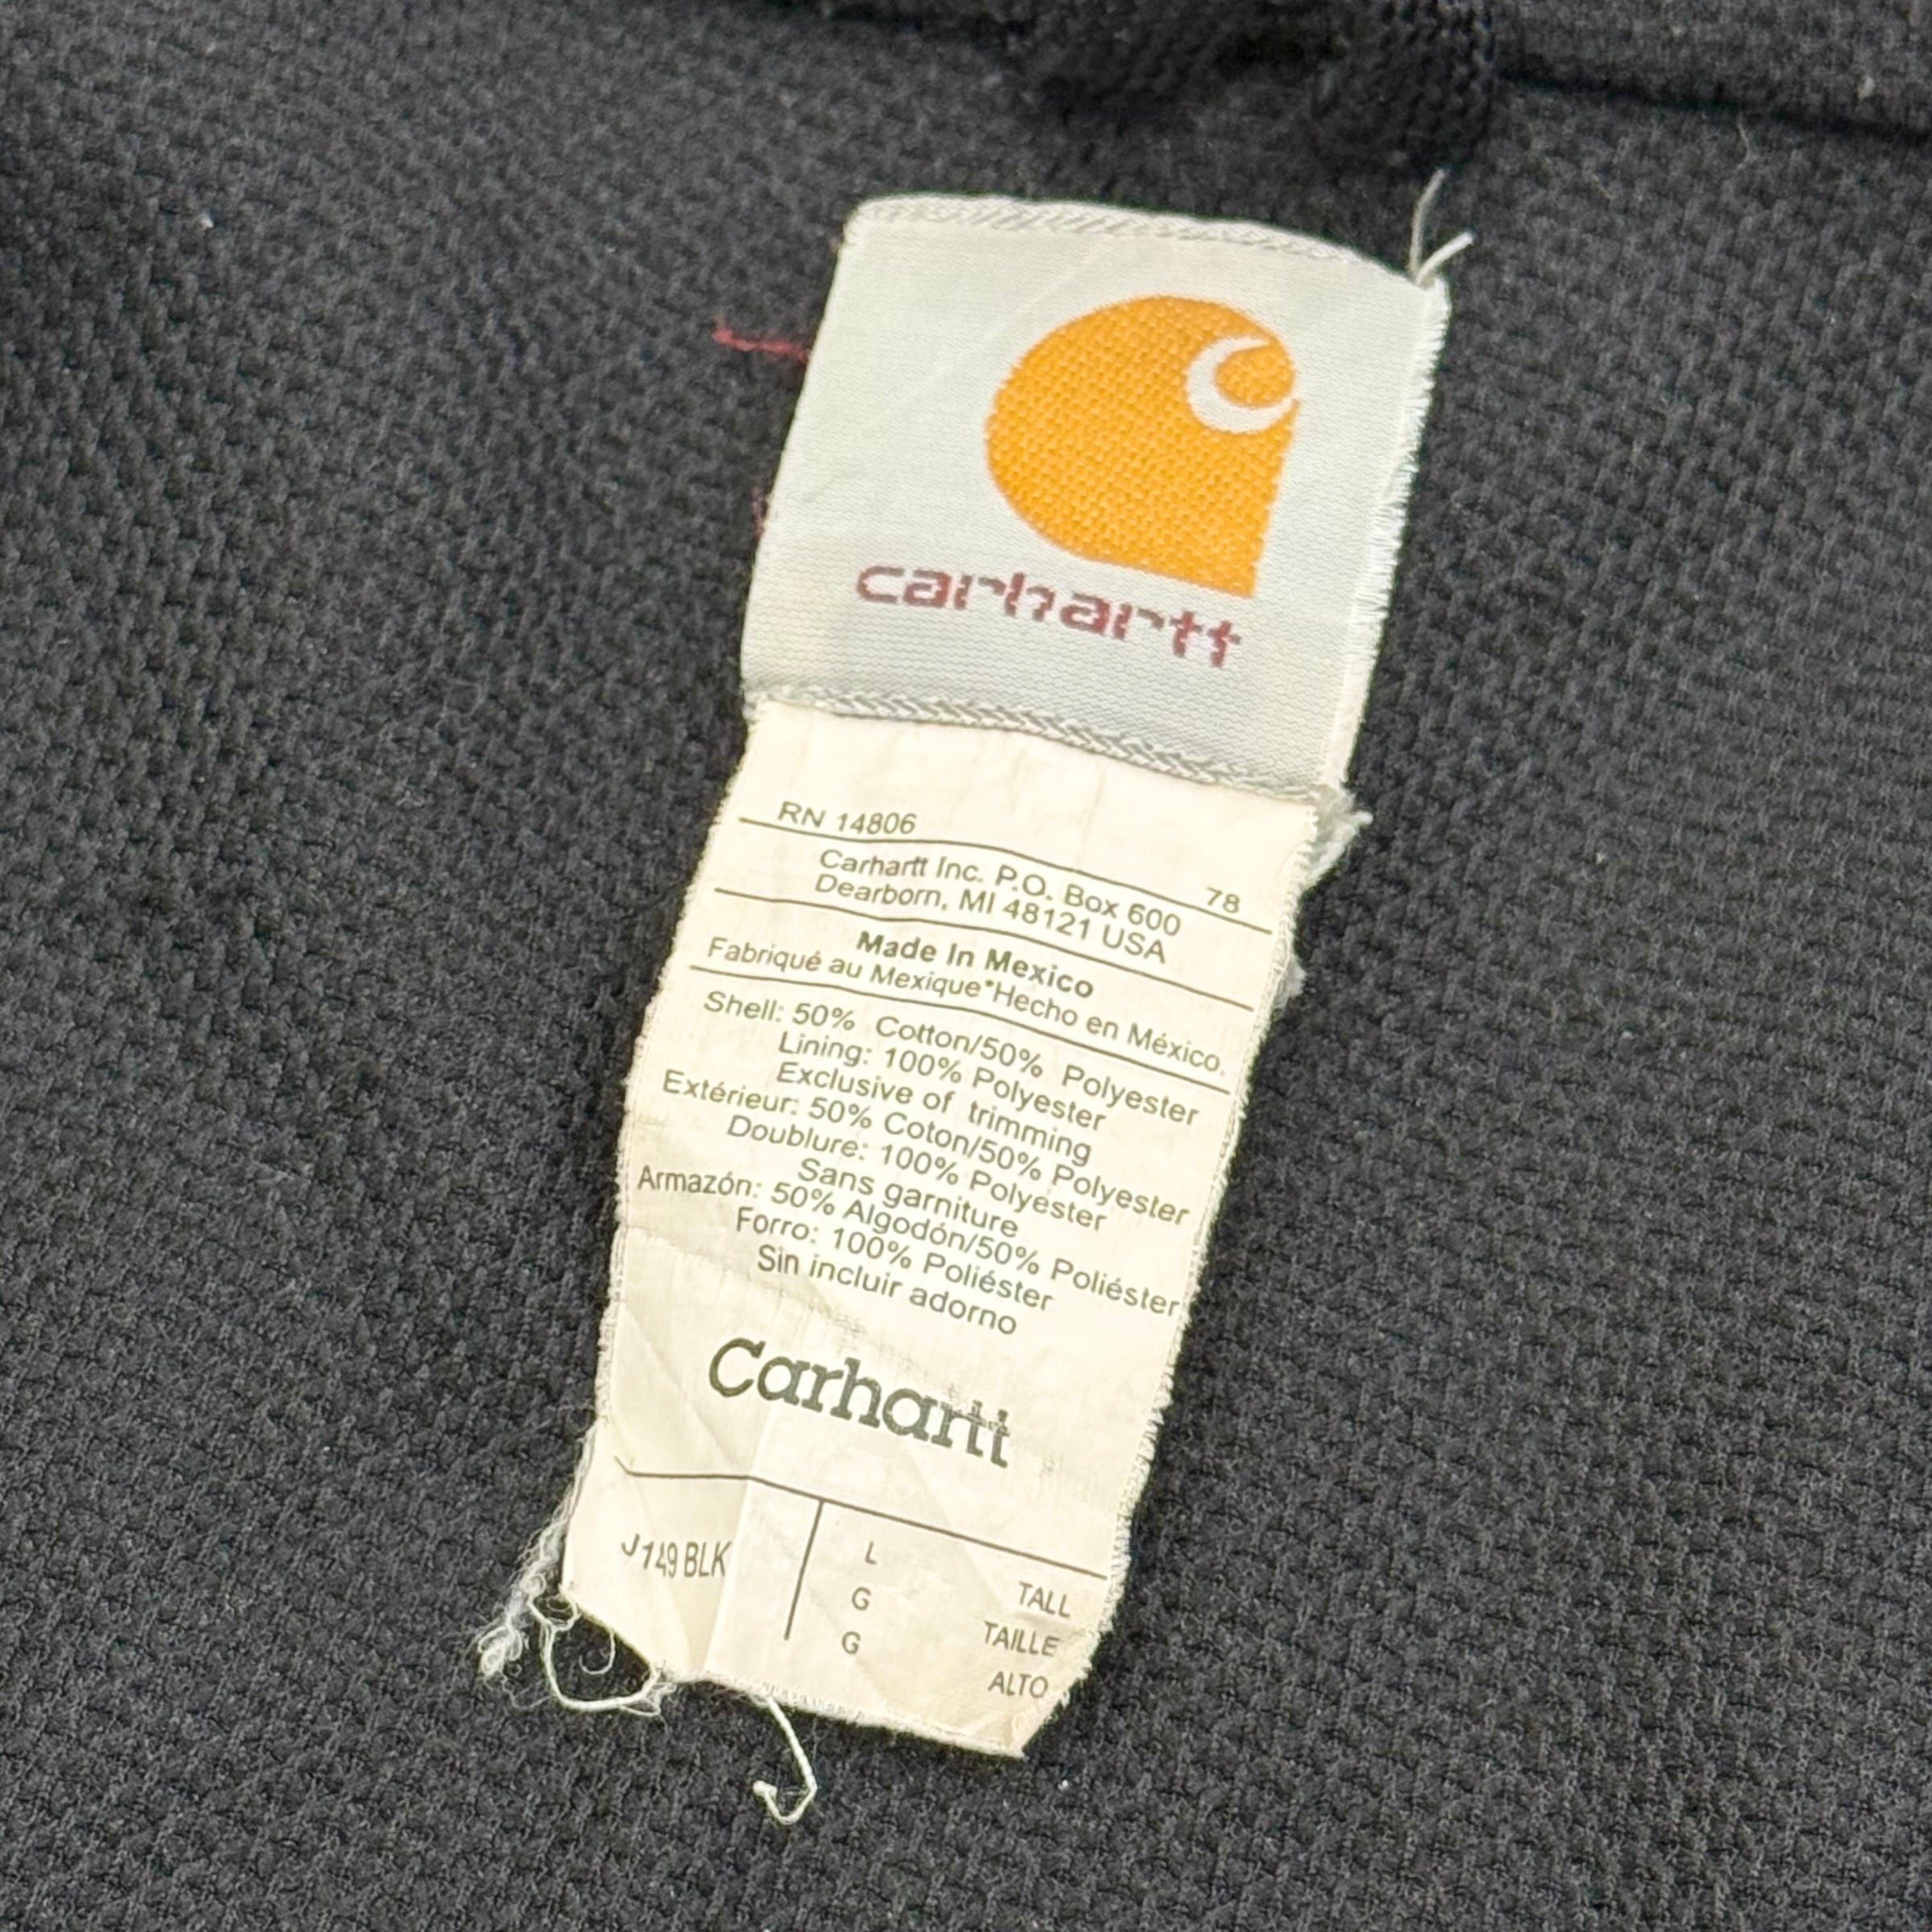 carhartt
RN 14806
78
Carhartt Inc. P.O. Box 600
Dearborn, MI 48121 USA
Made In Mexico
Fabriqué au Mexique*Hecho en México.
Shell: 50% Cotton/50% Polyester
Lining: 100% Polyester
Exclusive of trimming
Extérieur: 50% Coton/50% Polyester
Doublure: 100% Polyester
Sans garniture
Armazón: 50% Algodón/50% Poliéster
Forro: 100% Poliéster
Sin incluir adorno
Carhartt
J149 BLK
L TALL
G TAILLE
G ALTO